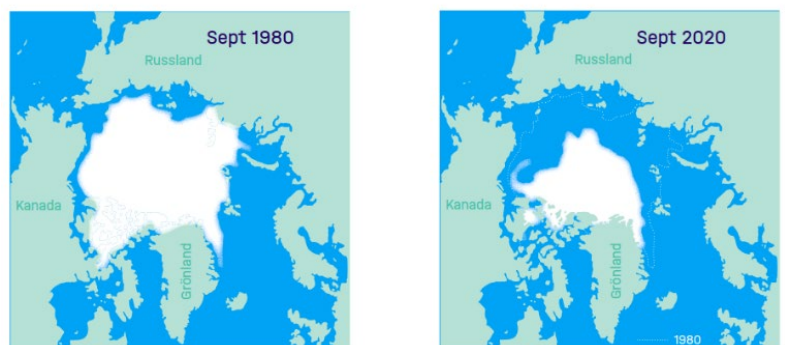 Sept 1980
Russland
Kanada
Grönland
Sept 2020
Russland
Kanada
Grönland
1980